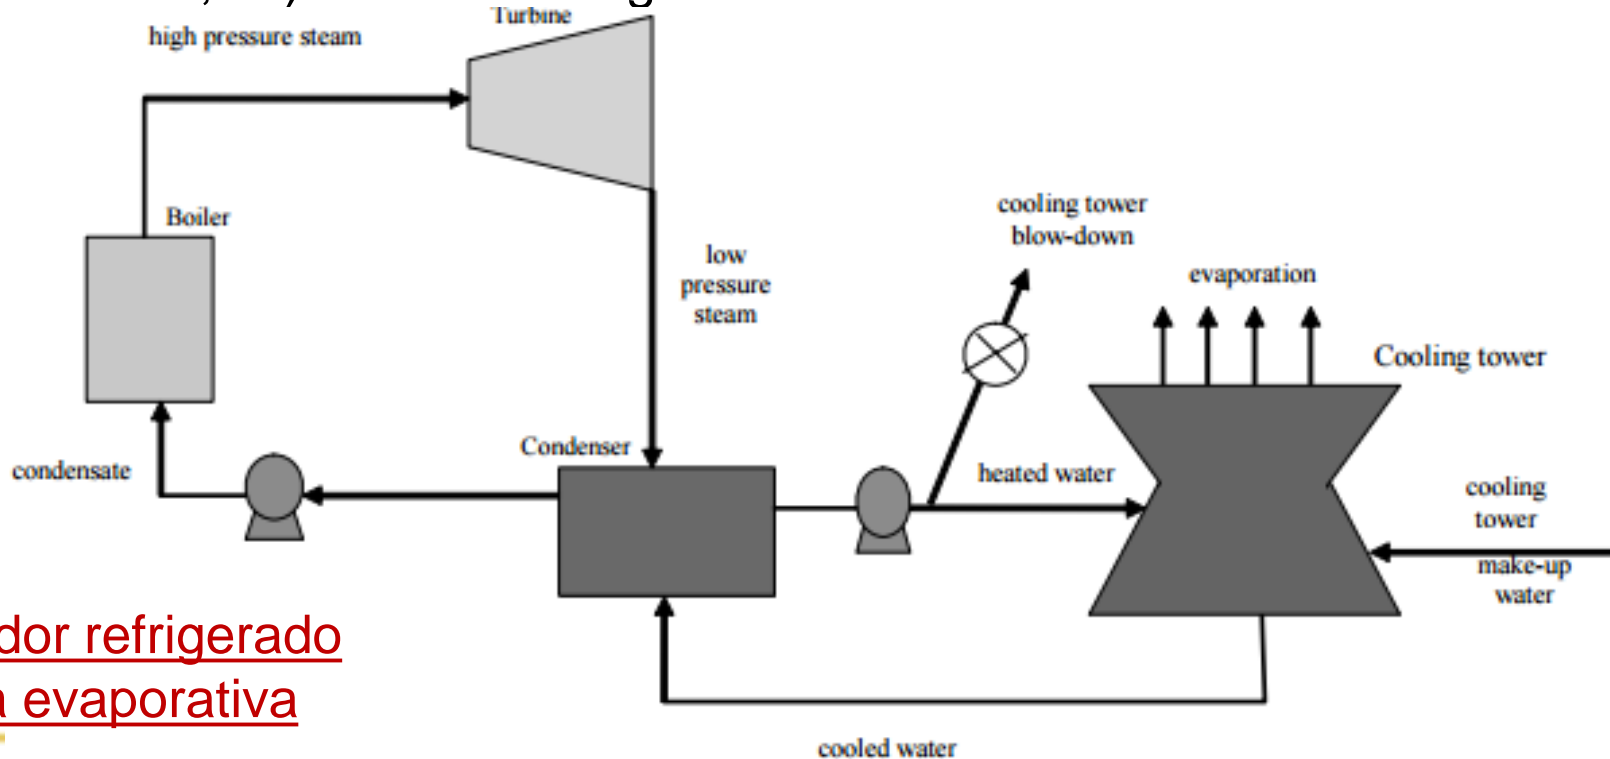 Turbine
high pressure steam
Boiler
cooling tower
blow-down
low
pressure
steam
evaporation
Cooling tower
Condenser
condensate
heated water
cooling
tower
make-up
water
dor refrigerado
a evaporativa
cooled water